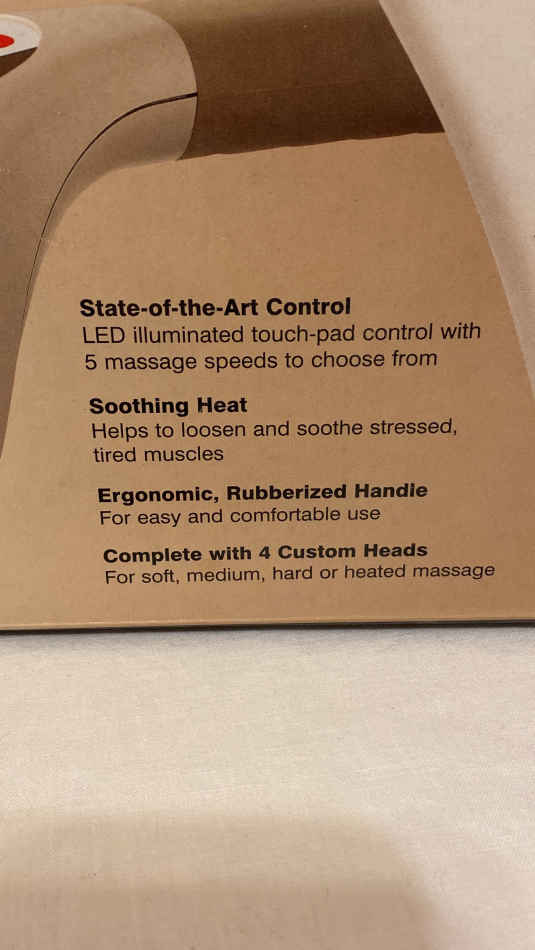 State-of-the-Art Control
LED illuminated touch-pad control with
5 massage speeds to choose from
Soothing Heat
Helps to loosen and soothe stressed,
tired muscles
Ergonomic, Rubberized Handle
For easy and comfortable use
Complete with 4 Custom Heads
For soft, medium, hard or heated massage